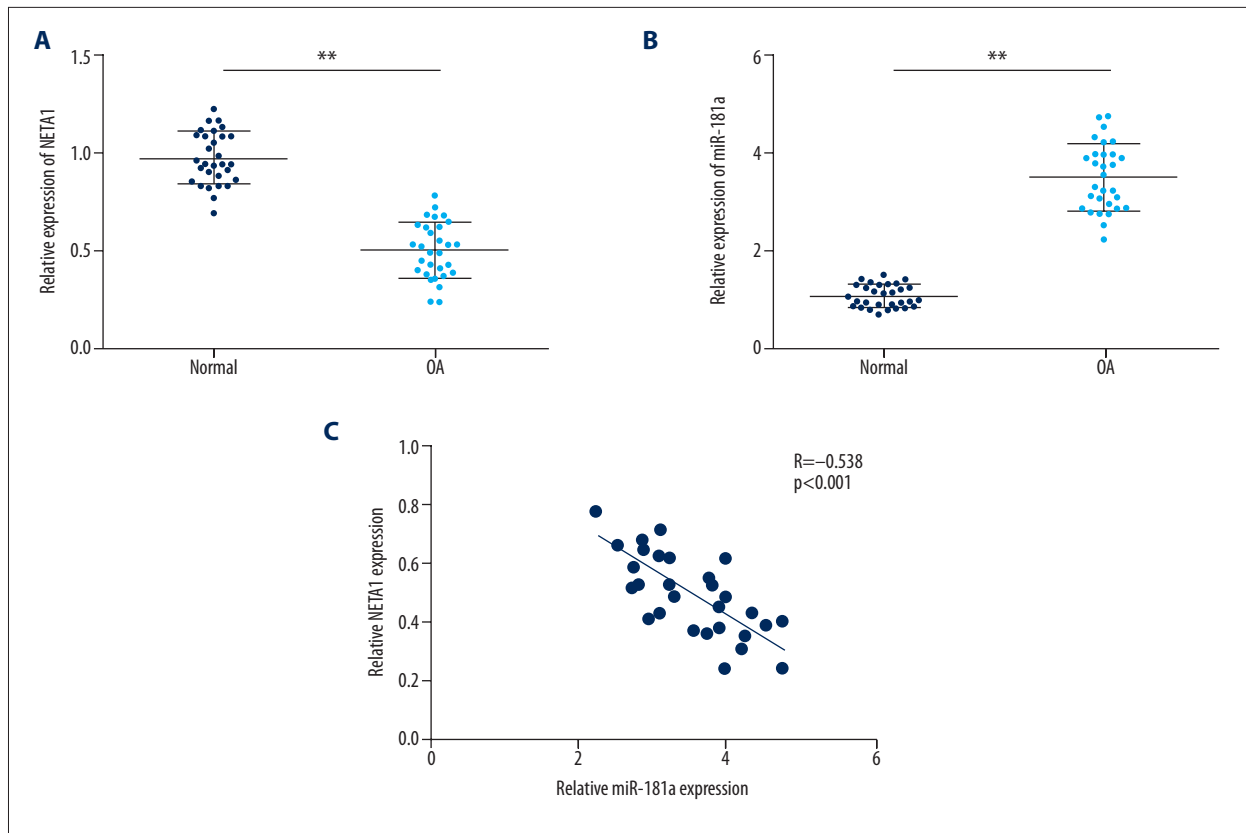 A
Relative expression of NETA1
1.5
1.0
0.5
0.0
**
Normal
OA
B
Relative expression of miR-181a
6
4
2
0
**
Normal
OA
C
Relative NETA1 expression
1.0
0.8
0.6
0.4
0.2
0.0
R=–0.538
p<0.001
0
2
4
6
Relative miR-181a expression